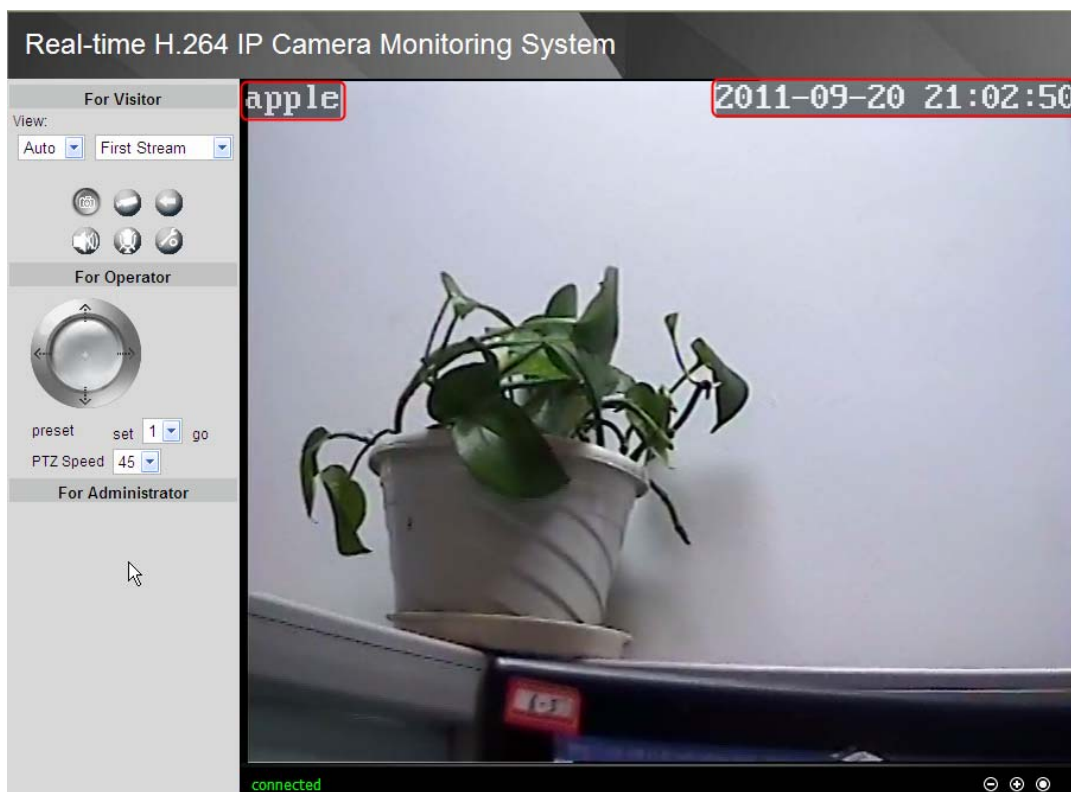 Real-time H.264 IP Camera Monitoring System
For Visitor
View:
Auto First Stream
For Operator
preset set 1 go
PTZ Speed 45
For Administrator
apple 2011-09-20 21:02:50
connected